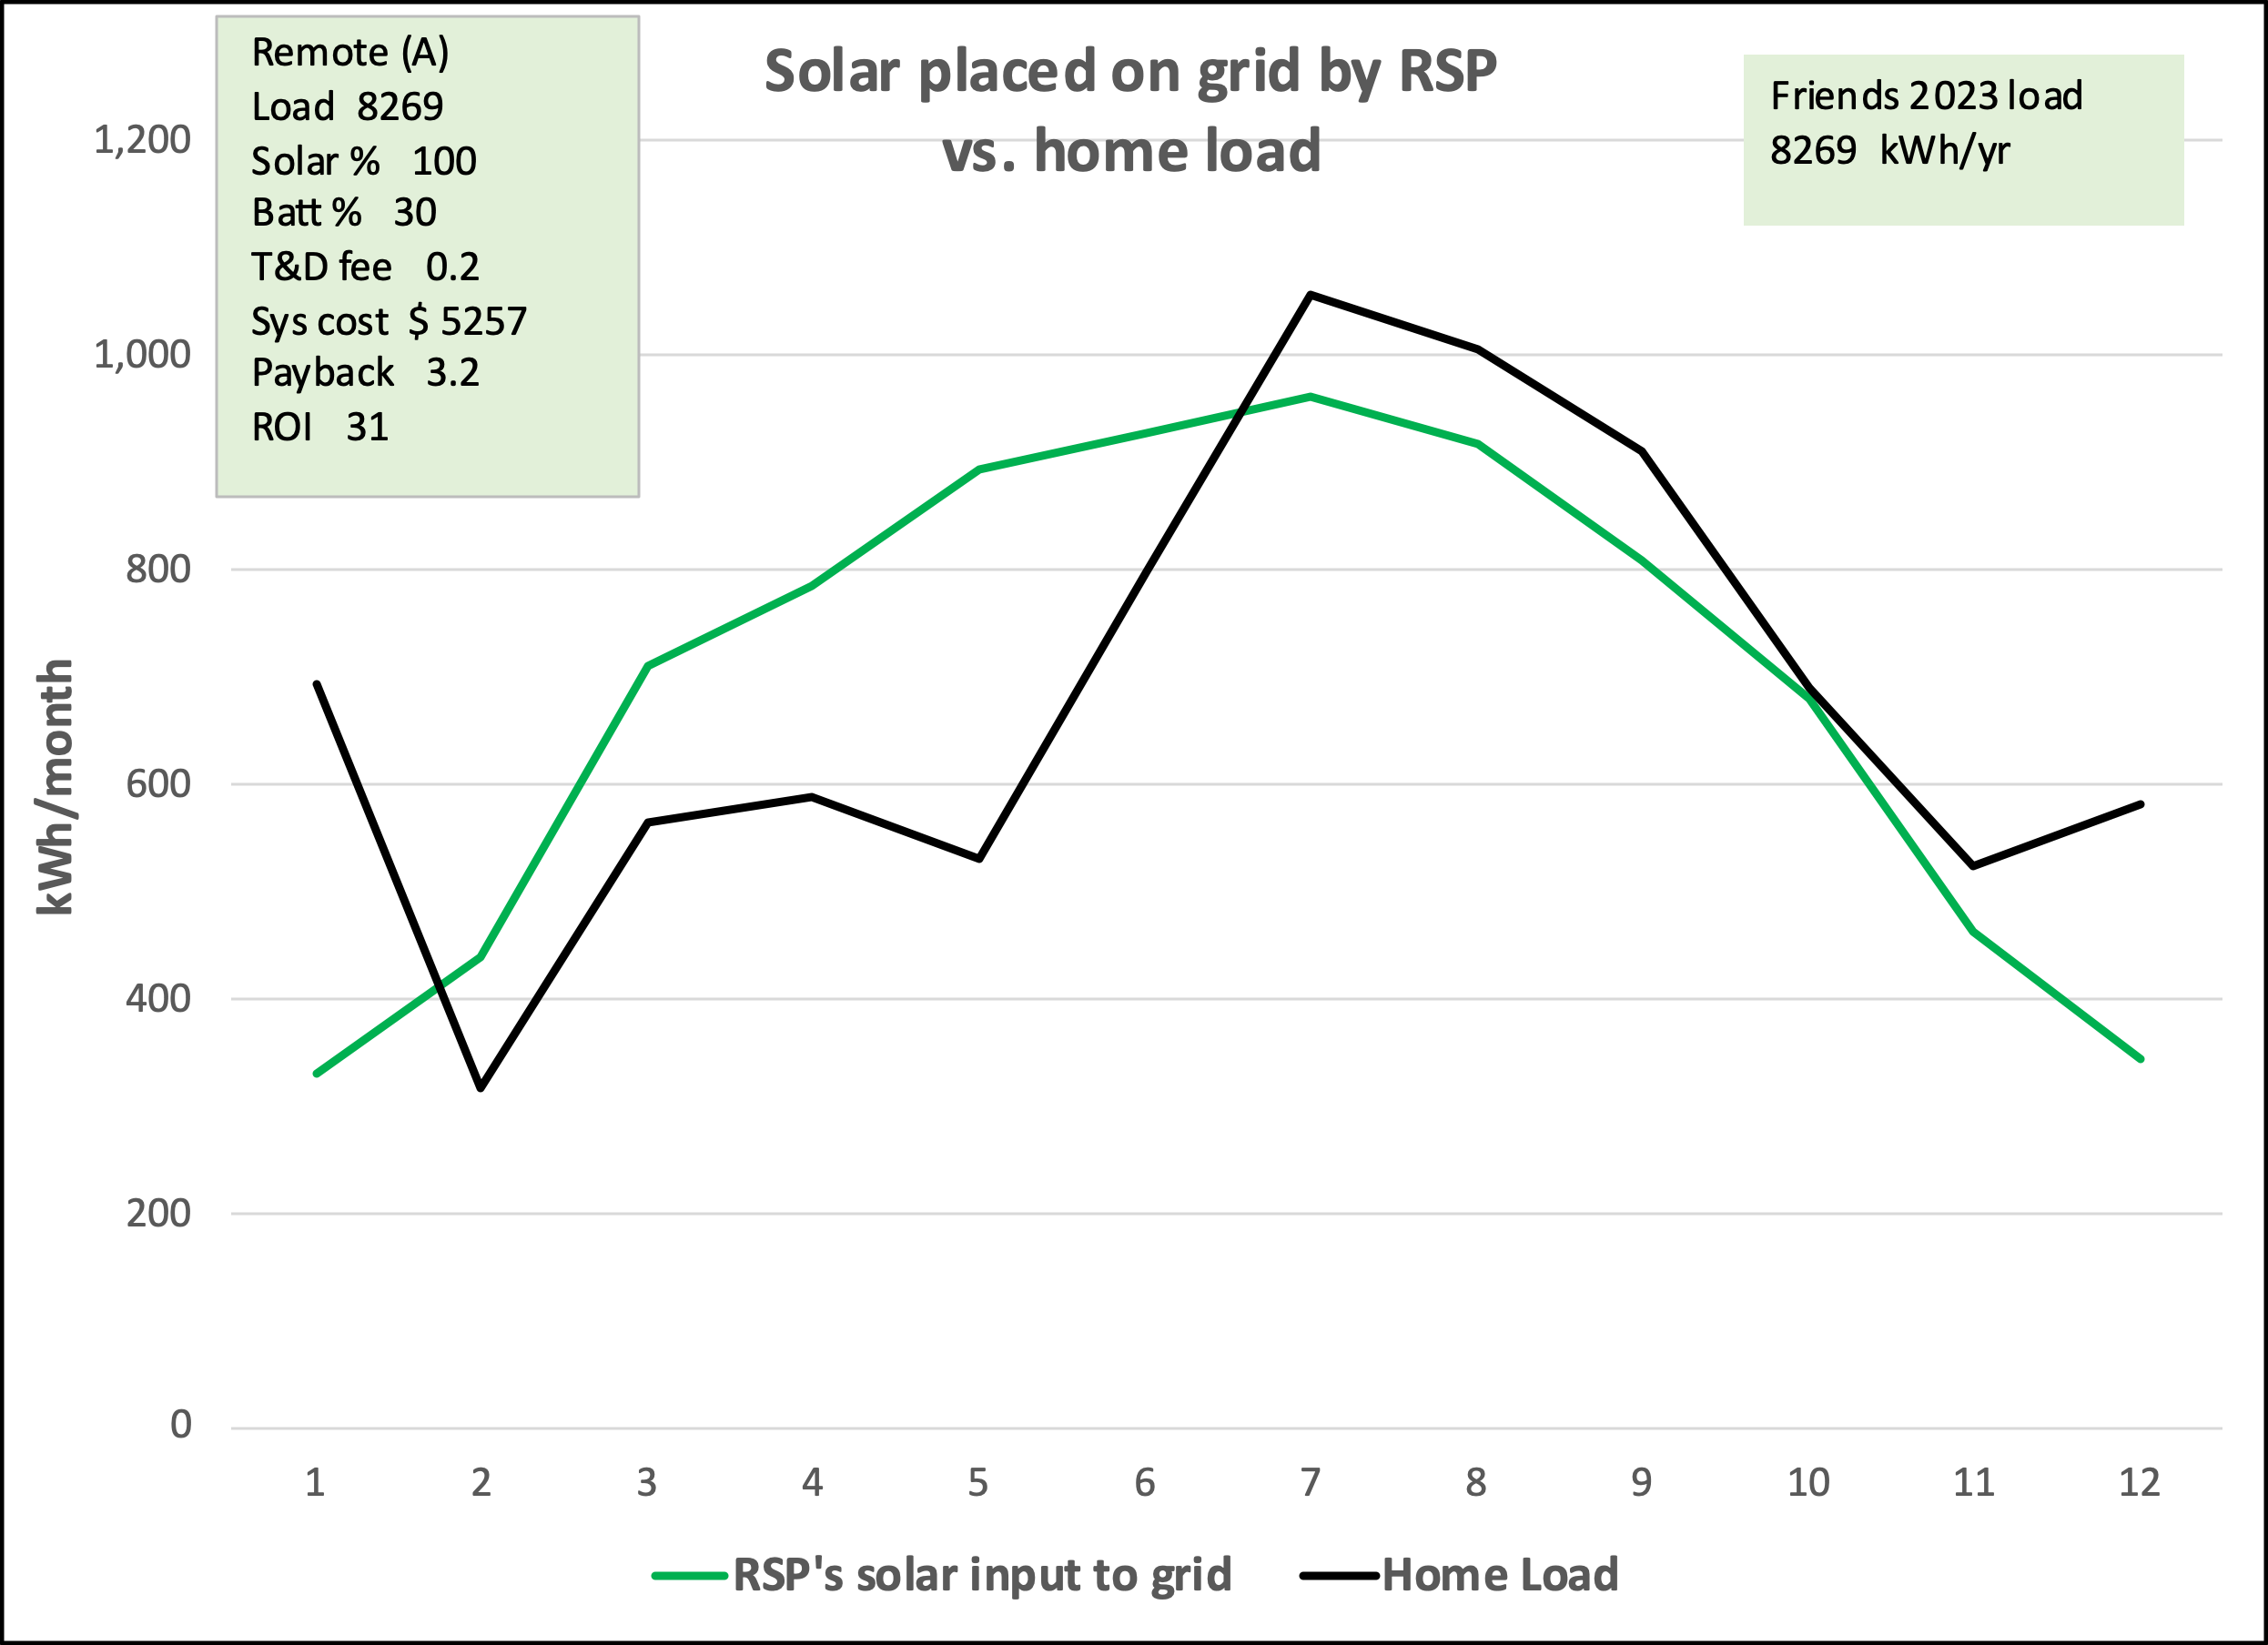 Solar placed on grid by RSP
vs. home load
Remote (A)
Load 8269
Solar % 100
Batt % 30
T&D fee 0.2
Sys cost $ 5257
Payback 3.2
ROI 31
Friends 2023 load
8269 kWh/yr
kWh/month
1,200
1,000
800
600
400
200
0
1 2 3 4 5 6 7 8 9 10 11 12
RSP's solar input to grid Home Load